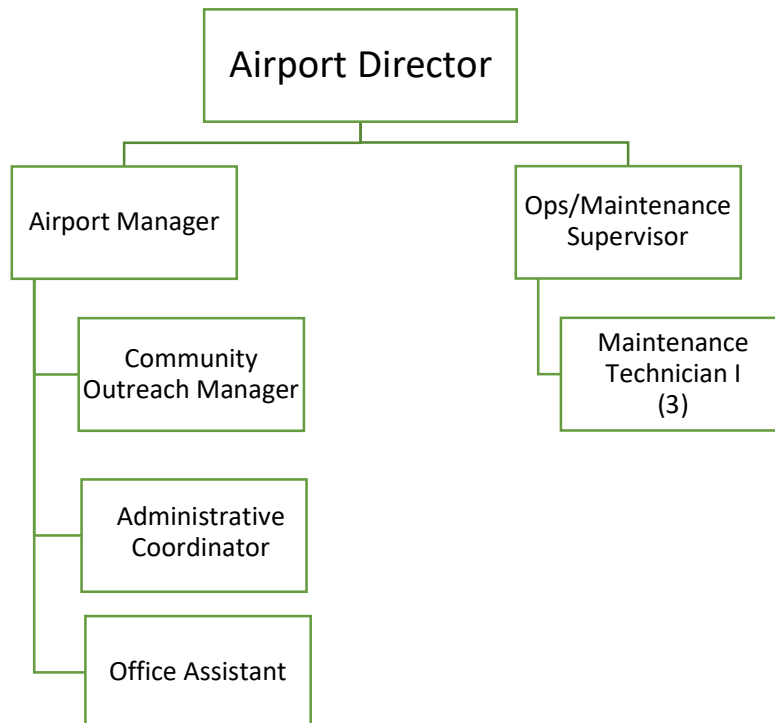 Airport Director
Airport Manager
Ops/Maintenance
Supervisor
Community
Outreach Manager
Maintenance
Technician I
(3)
Administrative
Coordinator
Office Assistant